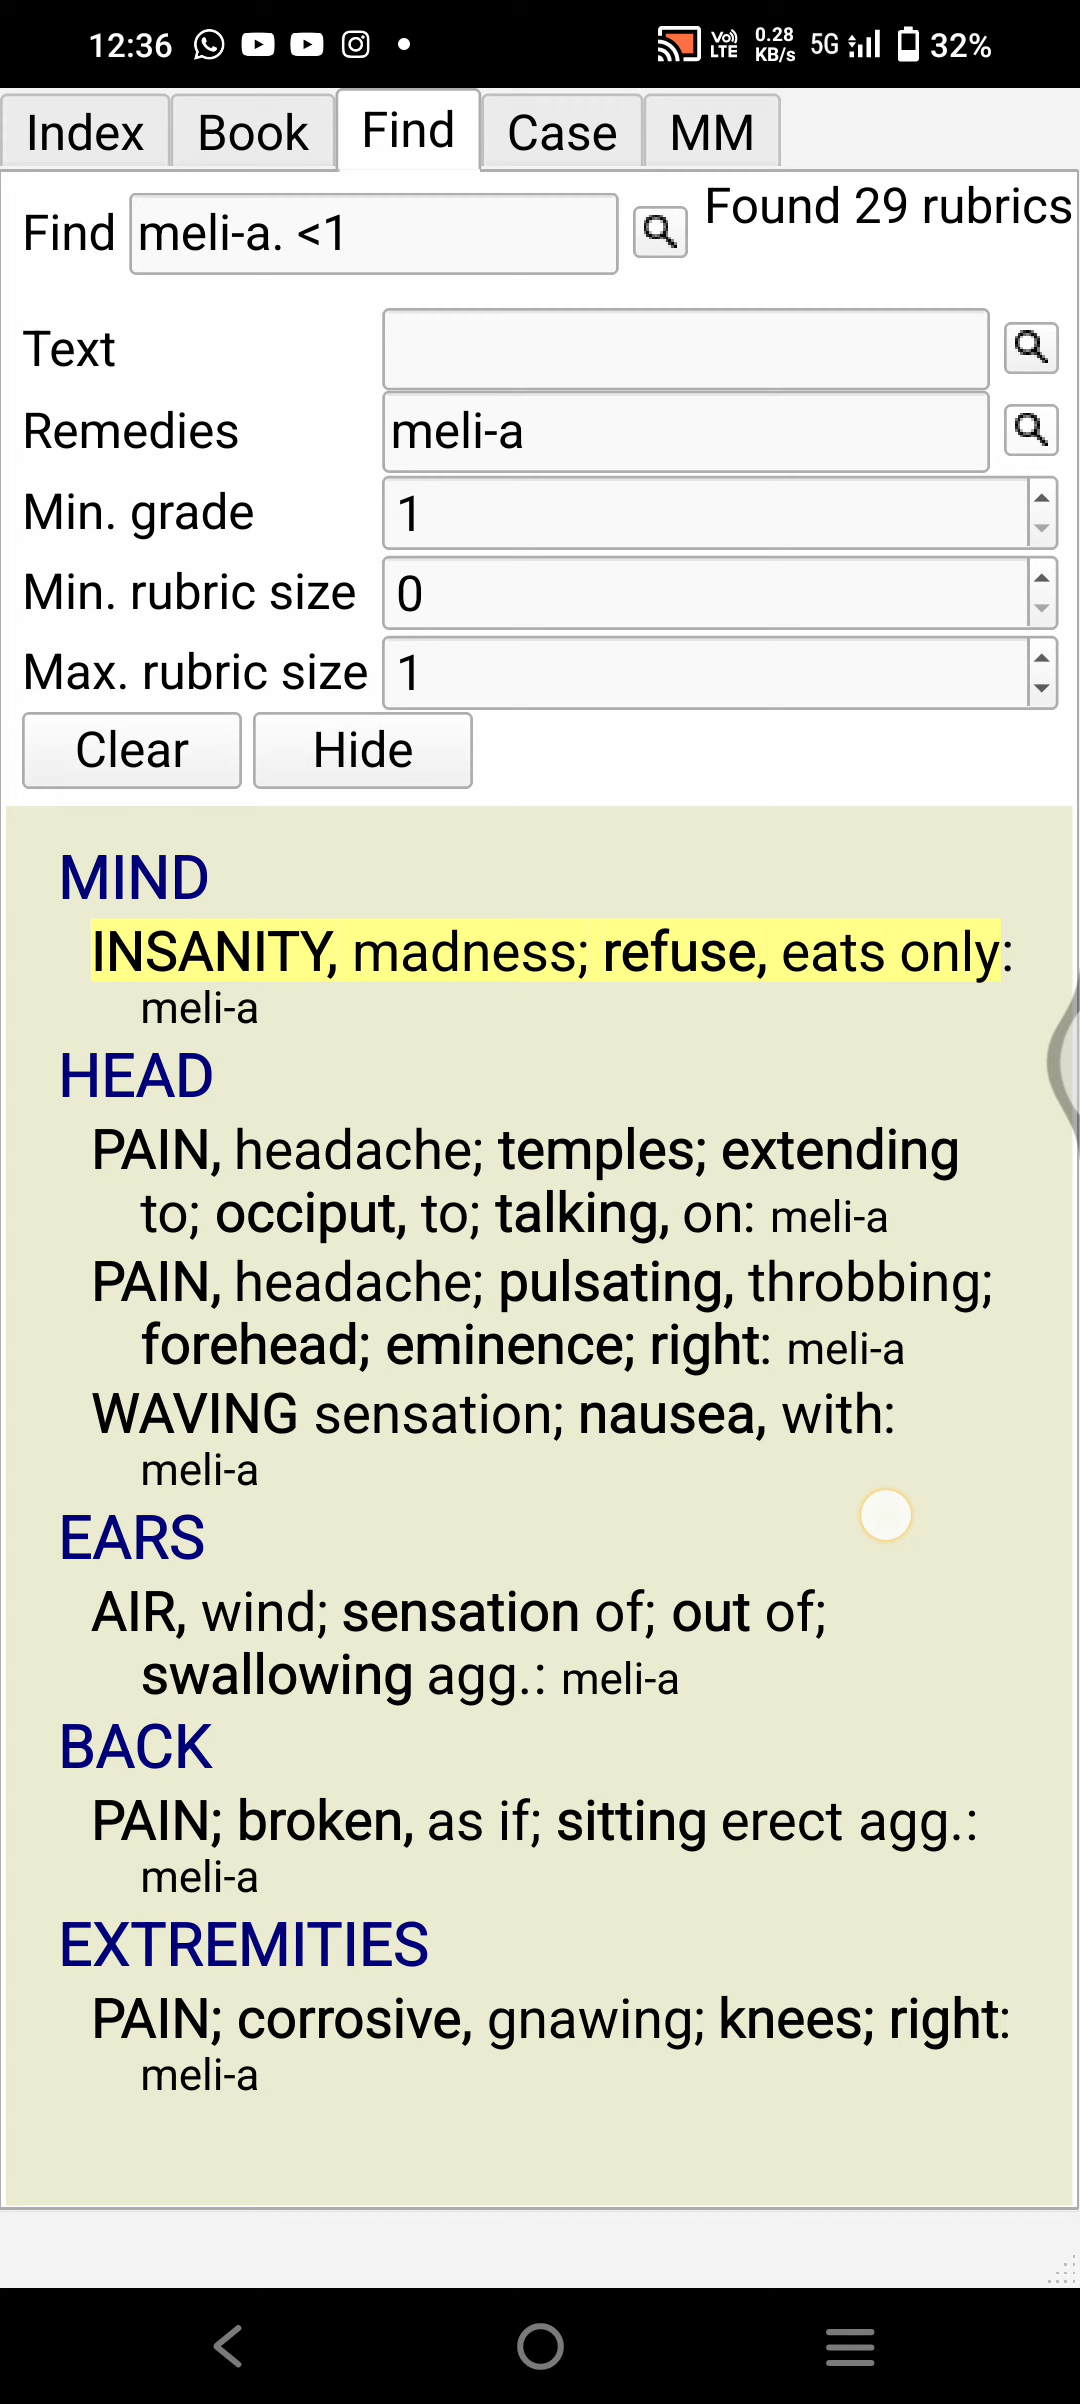 12:36 VoLTE 0.28 KB/s 5G 32%
Index Book Find Case MM
Find meli-a. <1 Found 29 rubrics
Text
Remedies meli-a
Min. grade 1
Min. rubric size 0
Max. rubric size 1
Clear Hide
MIND
INSANITY, madness; refuse, eats only:
meli-a
HEAD
PAIN, headache; temples; extending
to; occiput, to; talking, on: meli-a
PAIN, headache; pulsating, throbbing;
forehead; eminence; right: meli-a
WAVING sensation; nausea, with:
meli-a
EARS
AIR, wind; sensation of; out of;
swallowing agg.: meli-a
BACK
PAIN; broken, as if; sitting erect agg.:
meli-a
EXTREMITIES
PAIN; corrosive, gnawing; knees; right:
meli-a